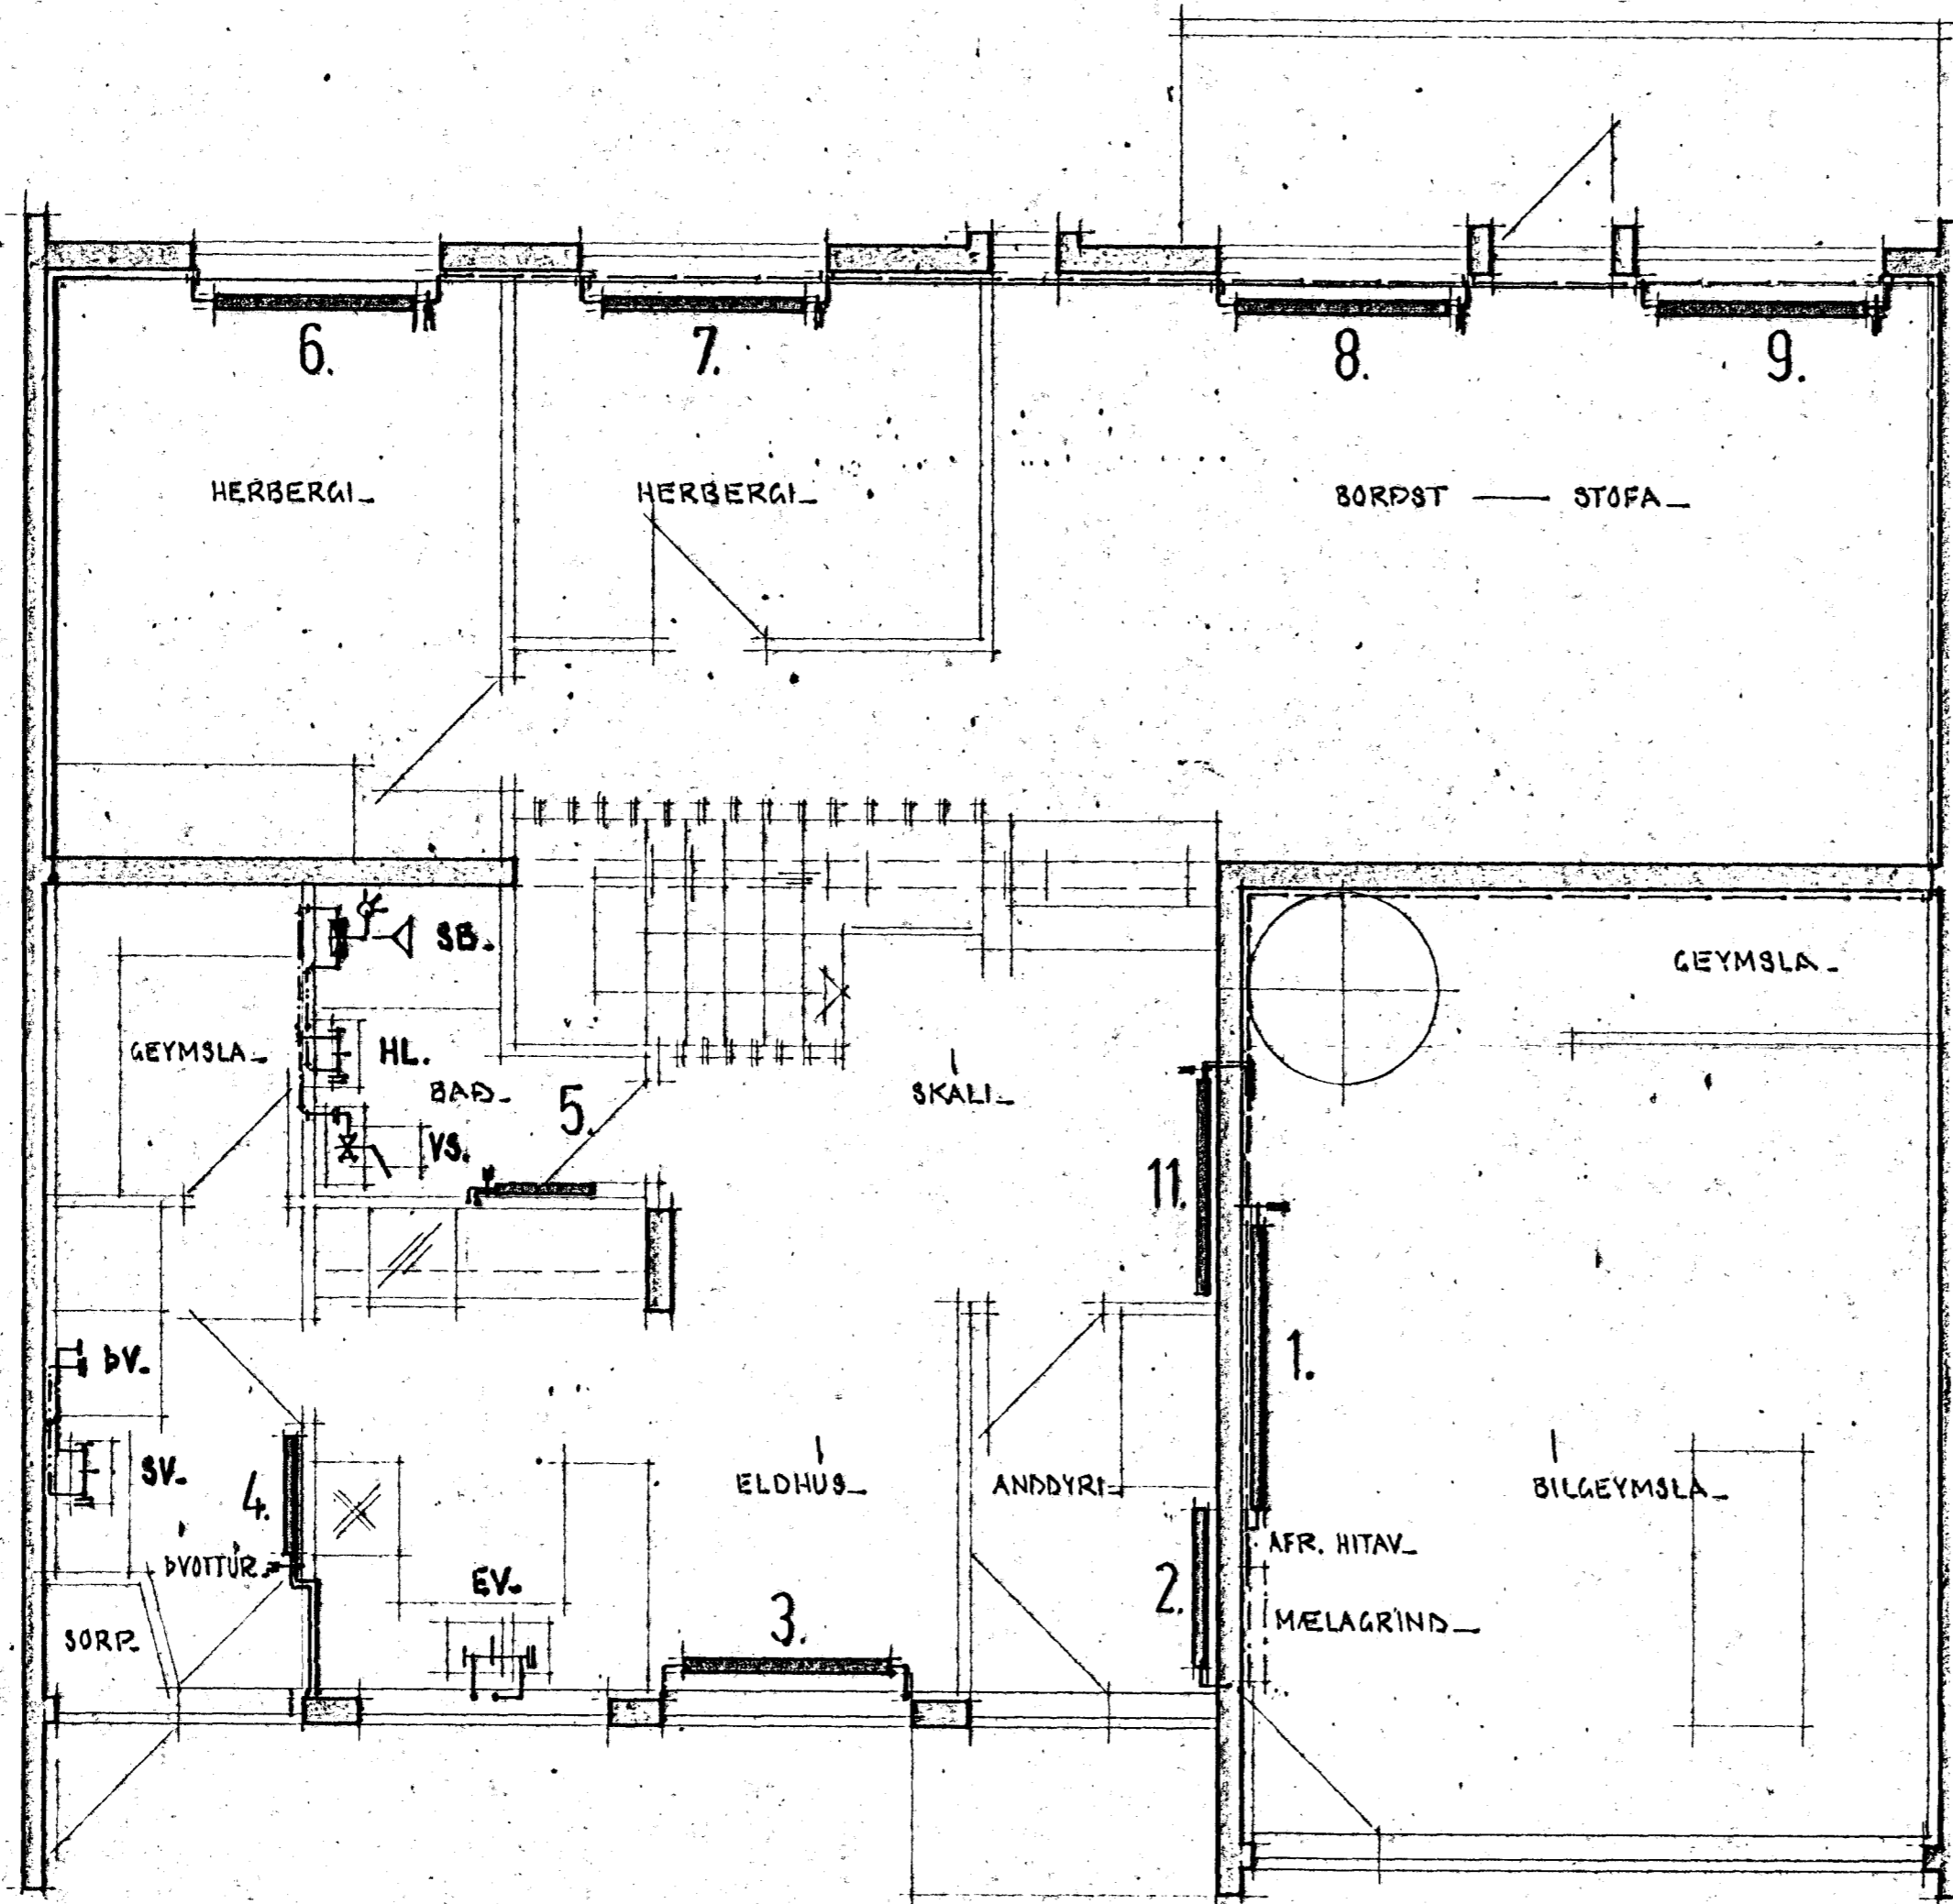 6.
7.
8.
9.
HERBERGI
HERBERGI
BORÐST — STOFA
SB.
GEYMSLA
GEYMSLA
HL.
BAÐ
5.
SKÁLI
VS.
11.
ÞV.
1.
SV.
4.
ELDHÚS
ANDDYRI
BÍLGEYMSLA
AFR. HITAV.
ÞVOTTUR
EV.
2.
3.
MÆLAGRIND
SORP.